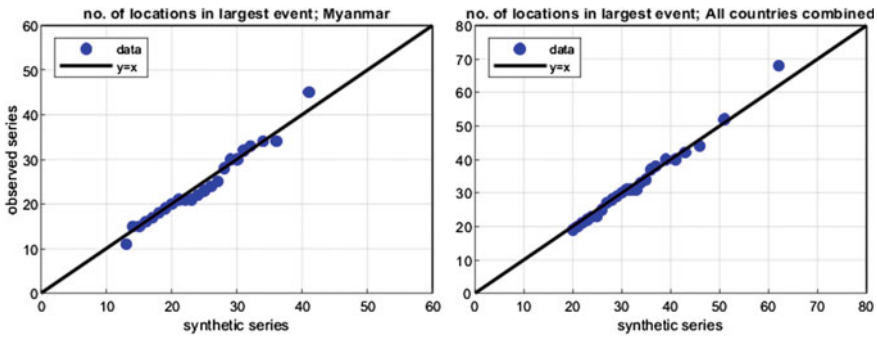 no. of locations in largest event; Myanmar
60
50
40
30
20
10
0
observed series
data
y=x
0 10 20 30 40 50 60
synthetic series
no. of locations in largest event; All countries combined
80
70
60
50
40
30
20
10
0
data
y=x
0 10 20 30 40 50 60 70 80
synthetic series